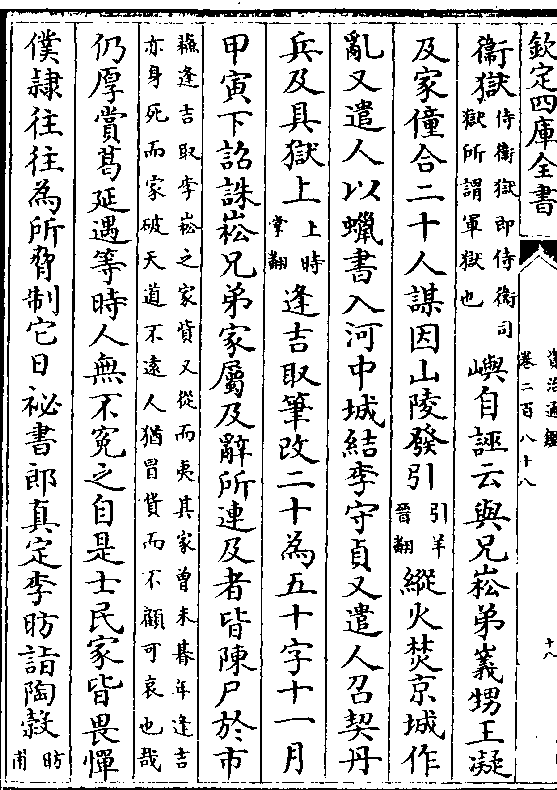 欽定四庫全書
資治通鑑
卷二百八十八
十八
衞獄侍衞獄即侍衞司獄所謂軍獄也嶼自誣云與兄崧弟㠖甥王凝
及家僮合二十人謀因山陵發引引羊晉翻縱火焚京城作
亂又遣人以蠟書入河中城結李守貞又遣人召契丹
兵及具獄上上時掌翻逢吉取筆改二十為五十字十一月
甲寅下詔誅崧兄弟家屬及辭所連及者皆陳尸於市
蘇逢吉取李崧之家貲又從而夷其家曾未朞年逢吉亦身死而家破天道不遠人猶冒貨而不顧可哀也哉
仍厚賞葛延遇等時人無不寃之自是士民家皆畏憚
僕隷往往為所脅制它日祕書郎真定李昉詣陶縠昉甫